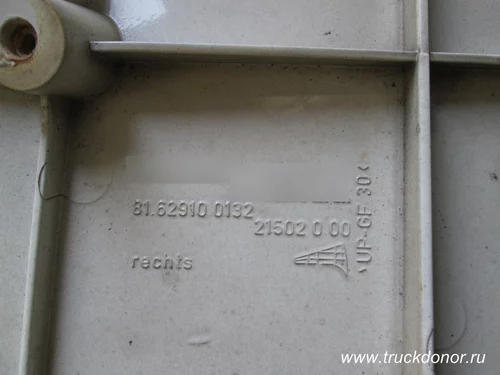 81.62910 0132
21502 0 00
rechts
>UP-GF 30<
www.truckdonor.ru